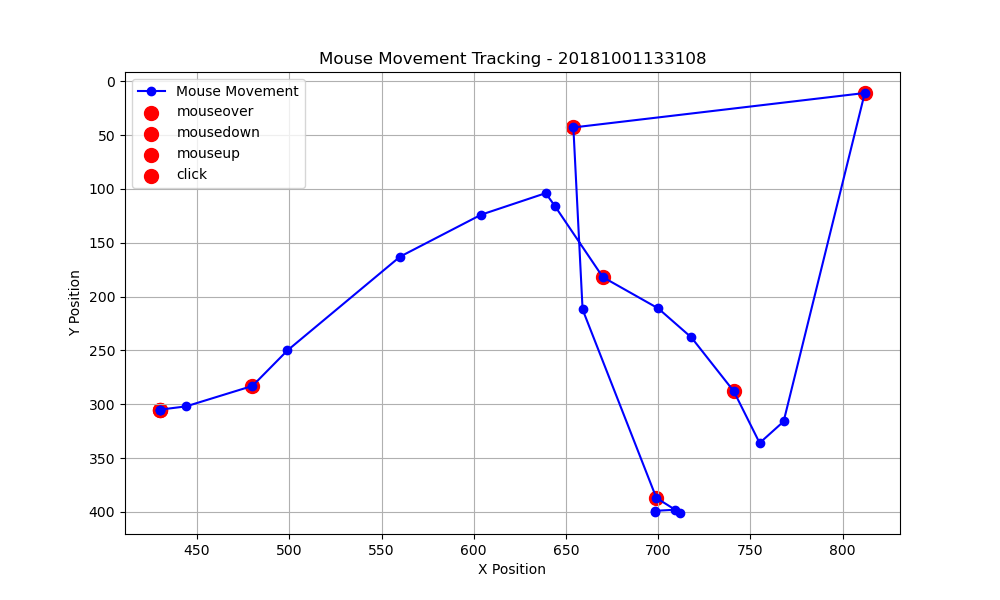 Mouse Movement Tracking - 20181001133108
Mouse Movement
mouseover
mousedown
mouseup
click
0
50
100
150
200
250
300
350
400
Y Position
450
500
550
600
650
700
750
800
X Position